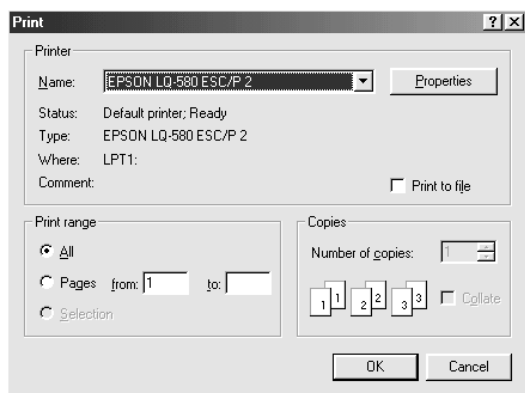 Print
Printer
Name: EPSON LQ-580 ESC/P 2 Properties
Status: Default printer; Ready
Type: EPSON LQ-580 ESC/P 2
Where: LPT1:
Comment: Print to file
Print range
All
Pages from: 1 to:
Selection
Copies
Number of copies: 1
1 1 2 2 3 3 Collate
OK Cancel